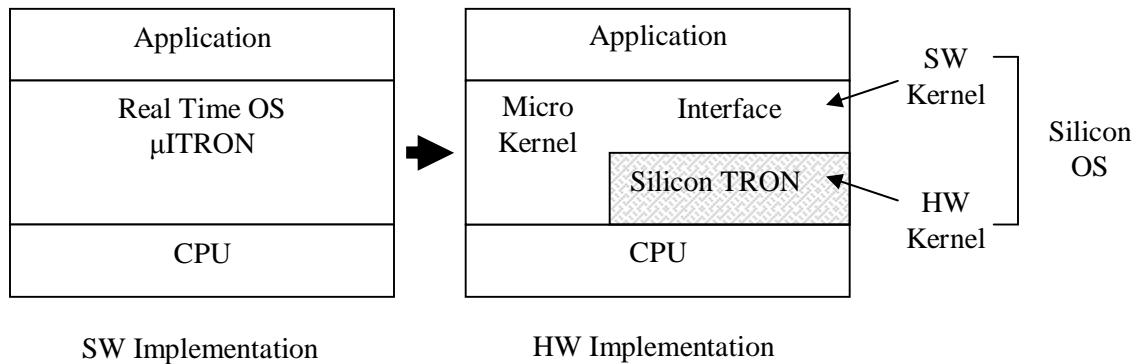 Application
Real Time OS
μITRON
CPU
SW Implementation
Application
Micro
Kernel
Interface
Silicon TRON
CPU
HW Implementation
SW
Kernel
HW
Kernel
Silicon
OS